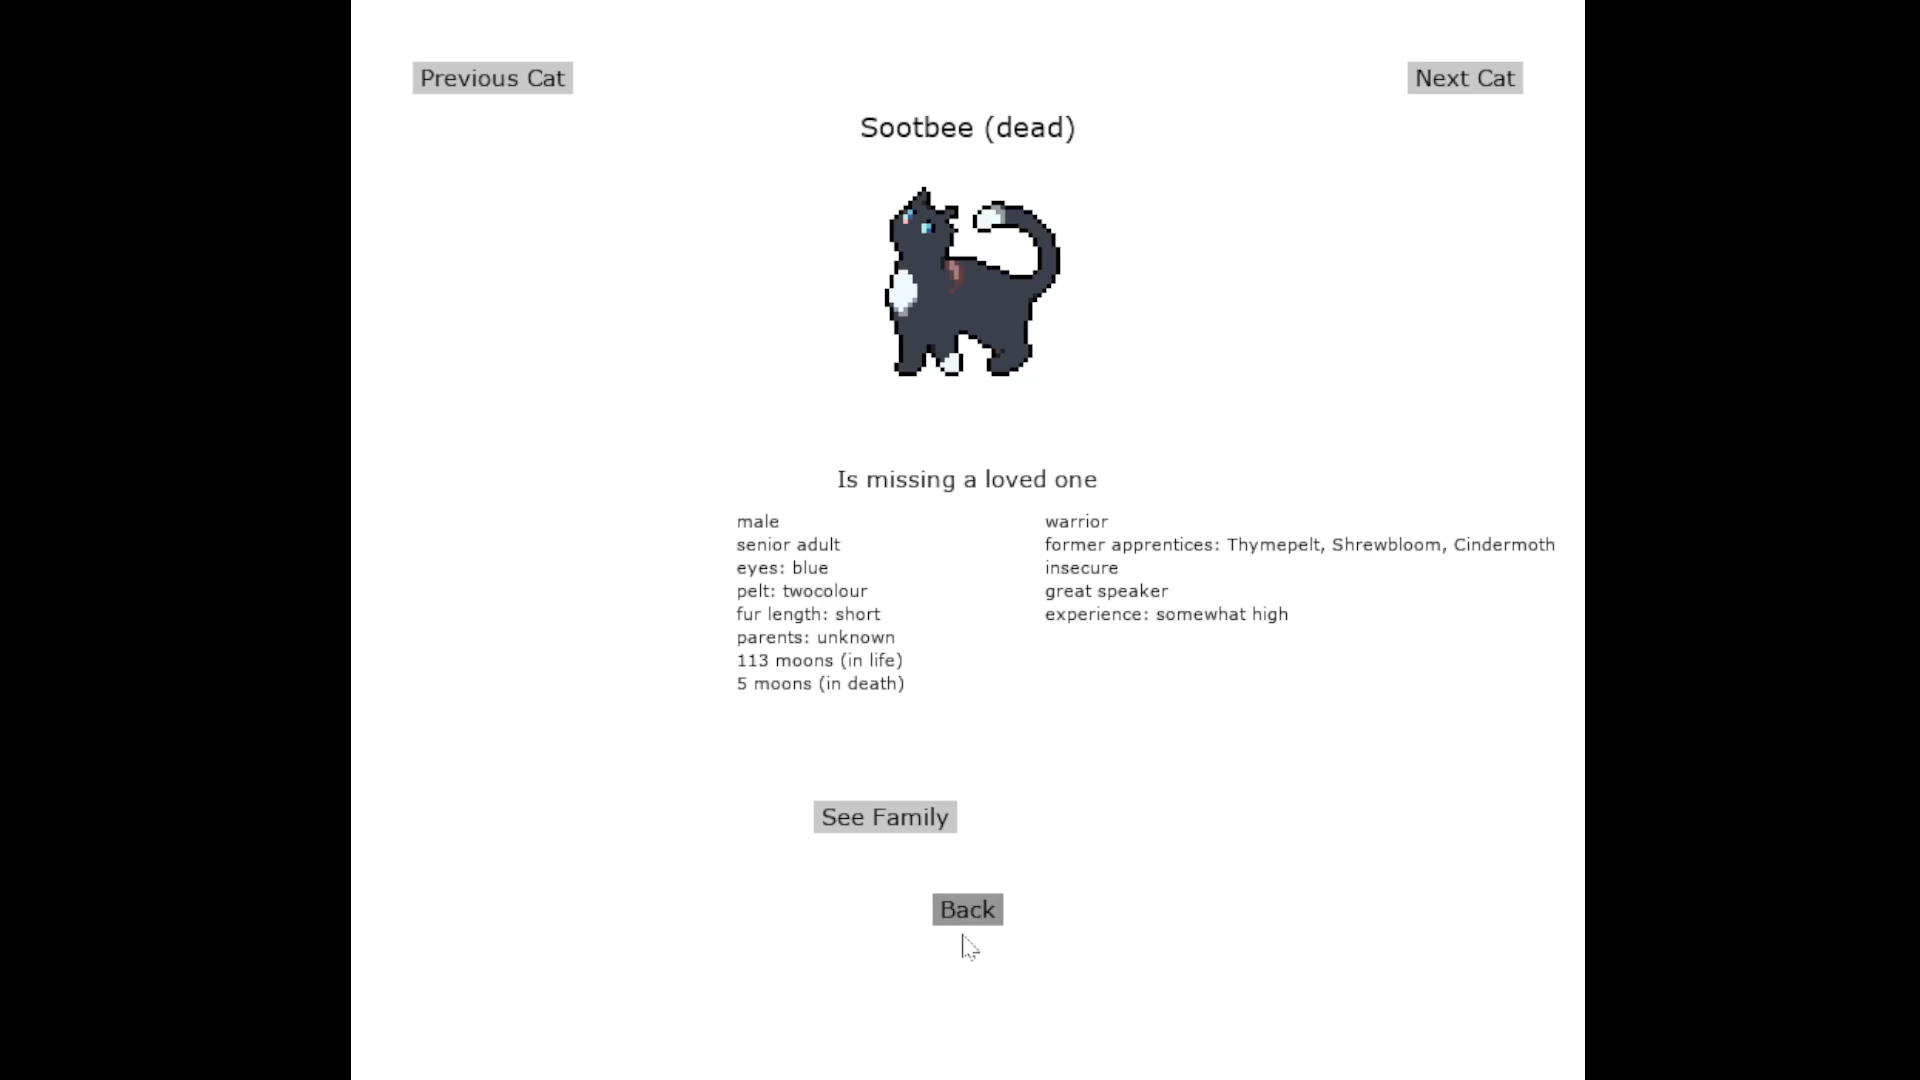 Previous Cat
Next Cat
Sootbee (dead)
Is missing a loved one
male
senior adult
eyes: blue
pelt: twocolour
fur length: short
parents: unknown
113 moons (in life)
5 moons (in death)
warrior
former apprentices: Thymepelt, Shrewbloom, Cindermoth
insecure
great speaker
experience: somewhat high
See Family
Back